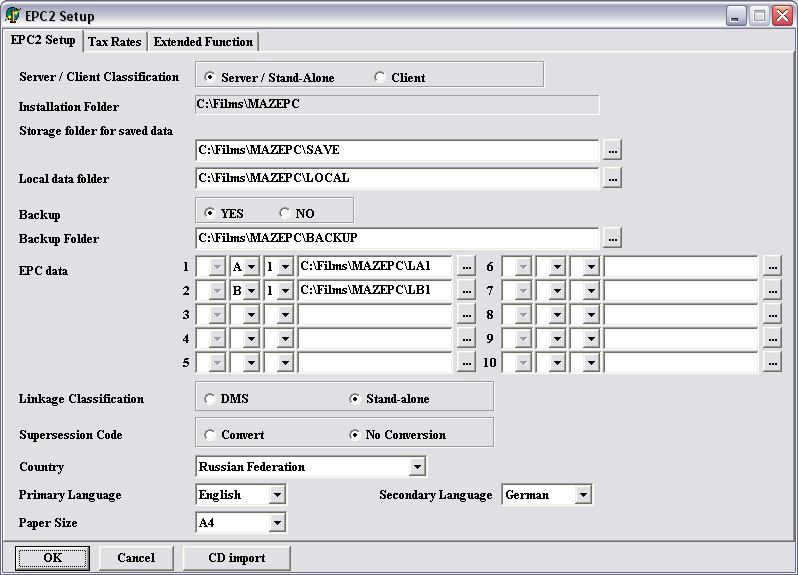 EPC2 Setup
EPC2 Setup Tax Rates Extended Function
Server / Client Classification Server / Stand-Alone Client
Installation Folder C:\Films\MAZEPC
Storage folder for saved data
C:\Films\MAZEPC\SAVE ...
Local data folder C:\Films\MAZEPC\LOCAL ...
Backup YES NO
Backup Folder C:\Films\MAZEPC\BACKUP ...
EPC data 1 A 1 C:\Films\MAZEPC\LA1 ... 6 ...
2 B 1 C:\Films\MAZEPC\LB1 ... 7 ...
3 ... 8 ...
4 ... 9 ...
5 ... 10 ...
Linkage Classification DMS Stand-alone
Supersession Code Convert No Conversion
Country Russian Federation
Primary Language English Secondary Language German
Paper Size A4
OK Cancel CD import